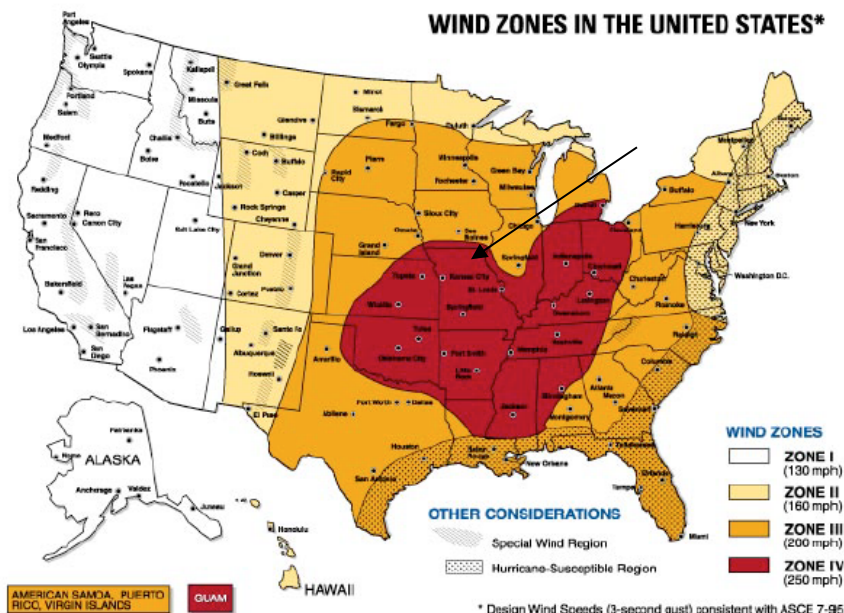 WIND ZONES IN THE UNITED STATES*
Port
Angeles
Seattle
Olympia
Spokane
Kalispell
Great Falls
Minot
Portland
Salem
Missoula
Bismarck
Butte
Glendive
Fargo
Duluth
Medford
Challis
Billings
Montpelier
Boise
Cody
Buffalo
Pierre
Minneapolis
Green Bay
Albany
Boston
Redding
Pocatello
Jackson
Rapid
City
Rochester
Milwaukee
Buffalo
Casper
Detroit
Rock Springs
Sioux City
Cleveland
New York
Sacramento
Reno
Carson City
Salt Lake City
Cheyenne
Omaha
Des
Moines
Chicago
Harrisburg
San
Francisco
Denver
Grand
Island
Springfield
Indianapolis
Cincinnati
Washington D.C.
Grand
Junction
Topeka
Kansas City
Charleston
Bakersfield
Las
Vegas
Cortez
Pueblo
St. Louis
Lexington
Roanoke
Wichita
Springfield
Raleigh
Los Angeles
San
Bernadino
Flagstaff
Gallup
Santa Fe
Tulsa
Nashville
San
Diego
Albuquerque
Amarillo
Oklahoma City
Fort Smith
Memphis
Columbia
Phoenix
Roswell
Little
Rock
Birmingham
Atlanta
Macon
Savannah
El Paso
Abilene
Fort Worth
Dallas
Jackson
Montgomery
Houston
Baton
Rouge
Tallahassee
New Orleans
San Antonio
Orlando
Tampa
Miami
Fairbanks
Nome
ALASKA
Anchorage
Valdez
Juneau
Honolulu
HAWAII
OTHER CONSIDERATIONS
Special Wind Region
Hurricane-Susceptible Region
WIND ZONES
ZONE I
(130 mph)
ZONE II
(160 mph)
ZONE III
(200 mph)
ZONE IV
(250 mph)
AMERICAN SAMOA, PUERTO
RICO, VIRGIN ISLANDS
GUAM
* Design Wind Speeds (3-second gust) consistent with ASCE 7-95